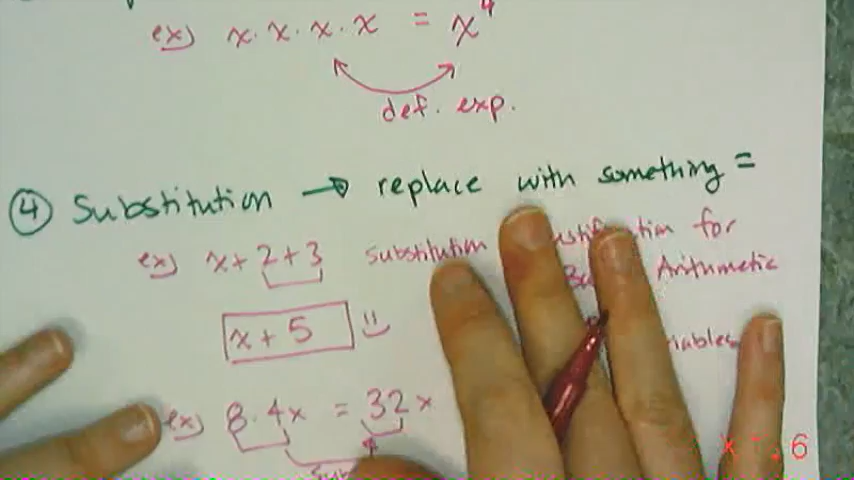 ex) x · x · x · x = x⁴
def. exp.
④ Substitution → replace with something =
ex) x + 2 + 3 substitution for
Arithmetic
x + 5
ex) 8 · 4x = 32x